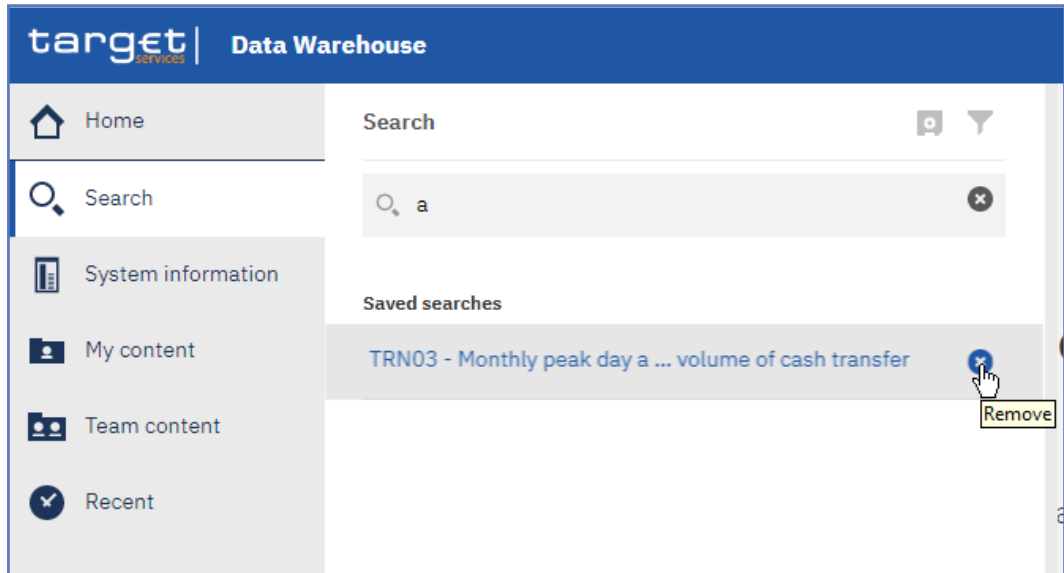 target services | Data Warehouse
Home
Search
System information
My content
Team content
Recent
Search
a
Saved searches
TRN03 - Monthly peak day a ... volume of cash transfer
Remove